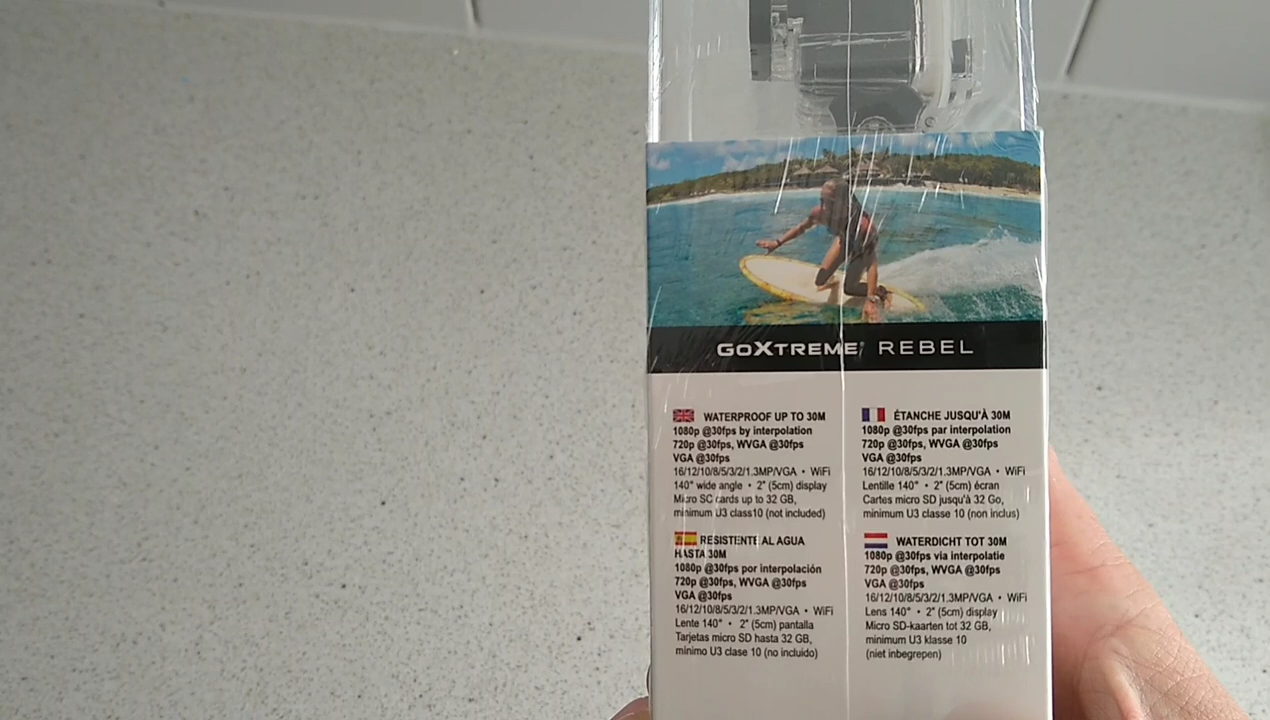 GOXTREME® REBEL
WATERPROOF UP TO 30M
1080p @30fps by interpolation
720p @30fps, WVGA @30fps
VGA @30fps
16/12/10/8/5/3/2/1.3MP/VGA • WiFi
140° wide angle • 2" (5cm) display
Micro SC cards up to 32 GB,
minimum U3 class10 (not included)
ÉTANCHE JUSQU'À 30M
1080p @30fps par interpolation
720p @30fps, WVGA @30fps
VGA @30fps
16/12/10/8/5/3/2/1.3MP/VGA • WiFi
Lentille 140° • 2" (5cm) écran
Cartes micro SD jusqu'à 32 Go,
minimum U3 classe 10 (non inclus)
RESISTENTE AL AGUA
HASTA 30M
1080p @30fps por interpolación
720p @30fps, WVGA @30fps
VGA @30fps
16/12/10/8/5/3/2/1.3MP/VGA • WiFi
Lente 140° • 2" (5cm) pantalla
Tarjetas micro SD hasta 32 GB,
mínimo U3 clase 10 (no incluido)
WATERDICHT TOT 30M
1080p @30fps via interpolatie
720p @30fps, WVGA @30fps
VGA @30fps
16/12/10/8/5/3/2/1.3MP/VGA • WiFi
Lens 140° • 2" (5cm) display
Micro SD-kaarten tot 32 GB,
minimum U3 klasse 10
(niet inbegrepen)